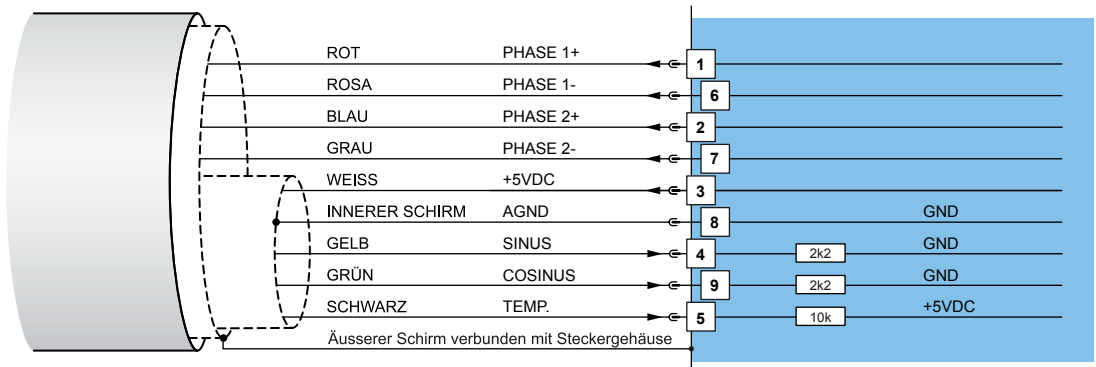 ROT PHASE 1+ 1
ROSA PHASE 1- 6
BLAU PHASE 2+ 2
GRAU PHASE 2- 7
WEISS +5VDC 3
INNERER SCHIRM AGND 8 GND
GELB SINUS 4 2k2 GND
GRÜN COSINUS 9 2k2 GND
SCHWARZ TEMP. 5 10k +5VDC
Äusserer Schirm verbunden mit Steckergehäuse